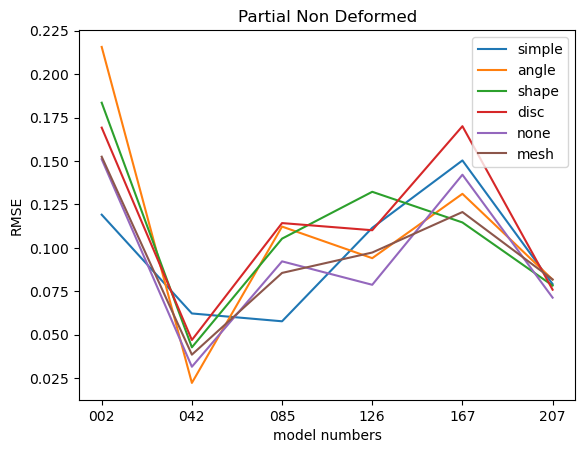 Partial Non Deformed
0.225
0.200
0.175
0.150
0.125
0.100
0.075
0.050
0.025
RMSE
simple
angle
shape
disc
none
mesh
002 042 085 126 167 207
model numbers